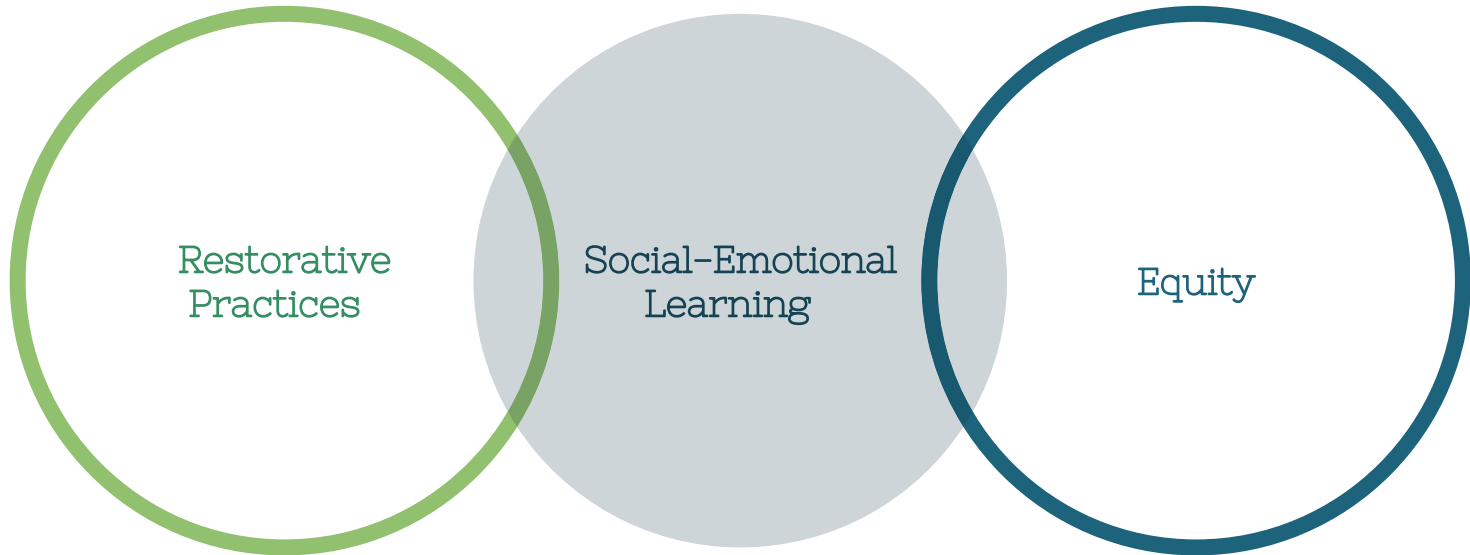 Restorative
Practices
Social-Emotional
Learning
Equity